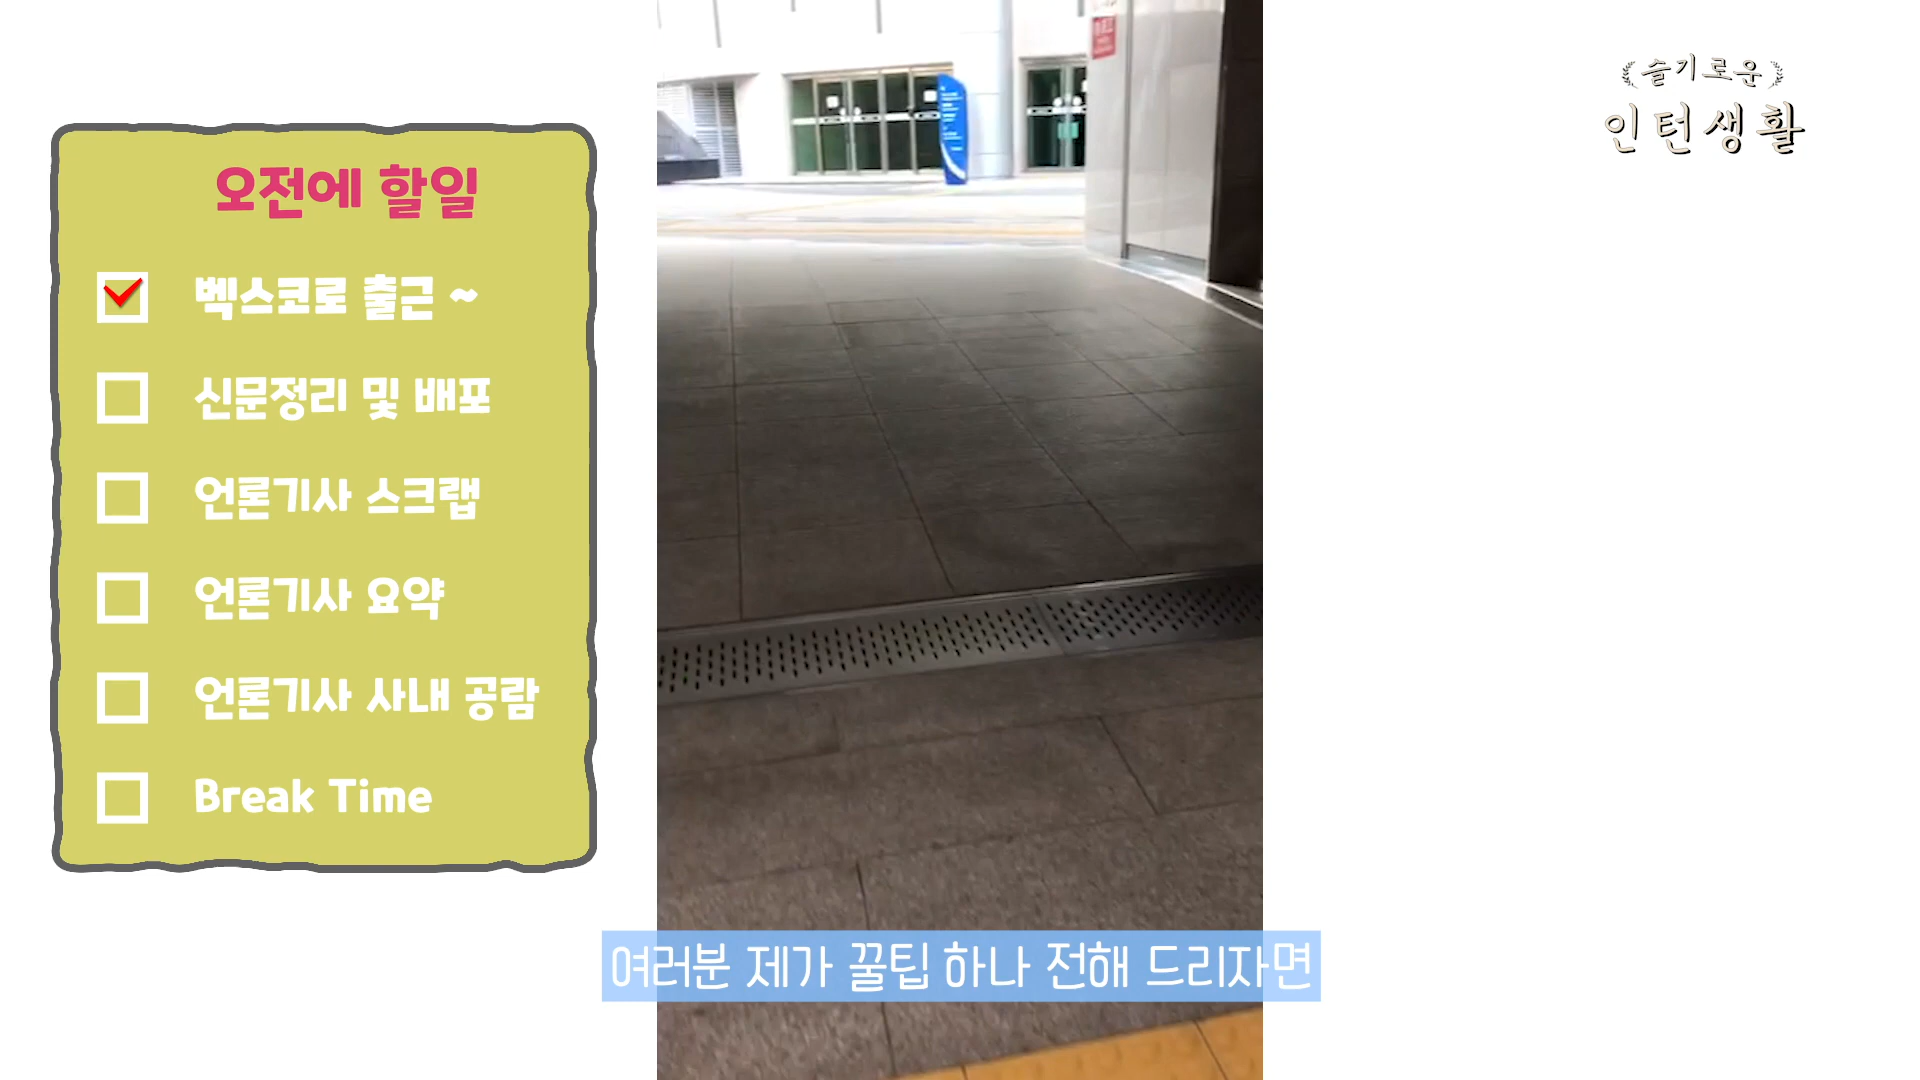 슬기로운
인턴생활
오전에 할일
벡스코로 출근 ~
신문정리 및 배포
언론기사 스크랩
언론기사 요약
언론기사 사내 공람
Break Time
여러분 제가 꿀팁 하나 전해 드리자면